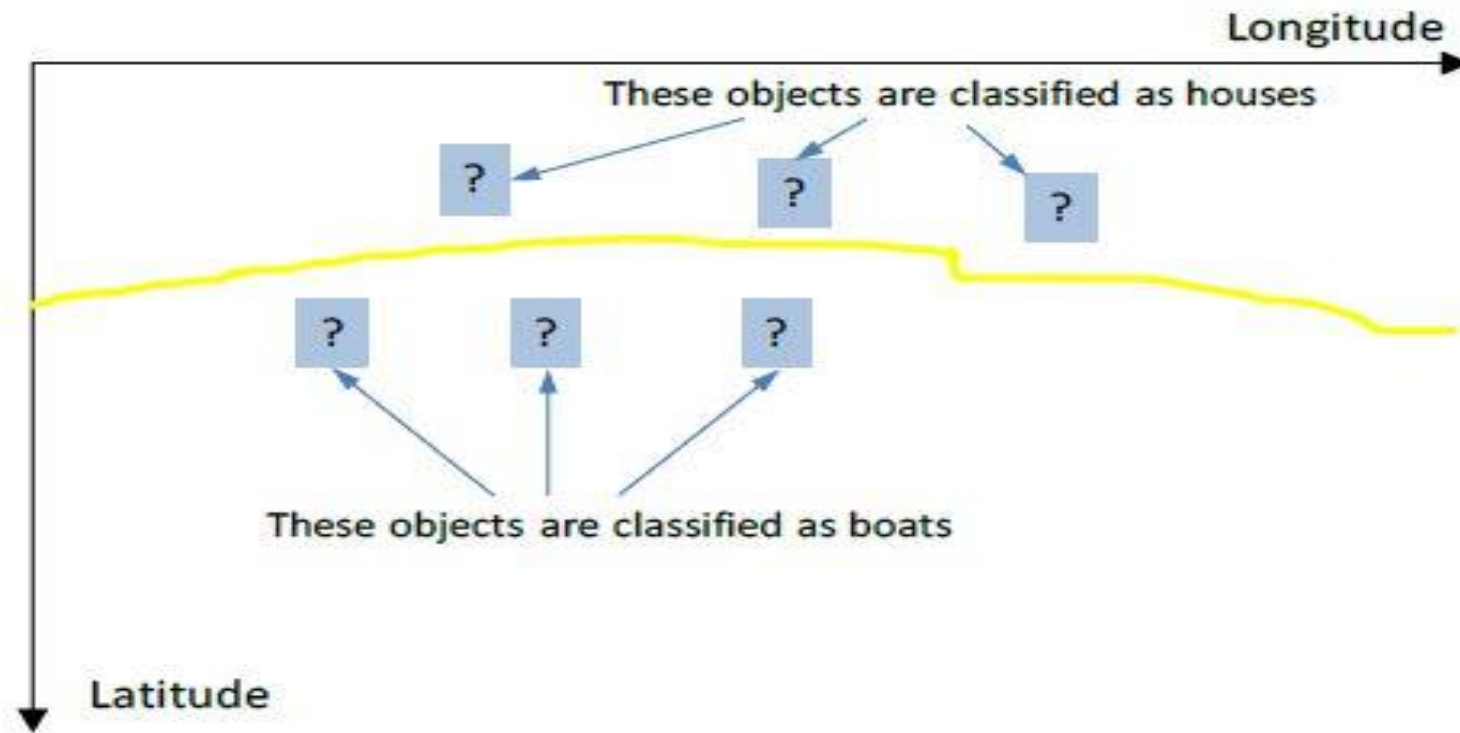 Longitude
These objects are classified as houses
?
?
?
?
?
?
These objects are classified as boats
Latitude